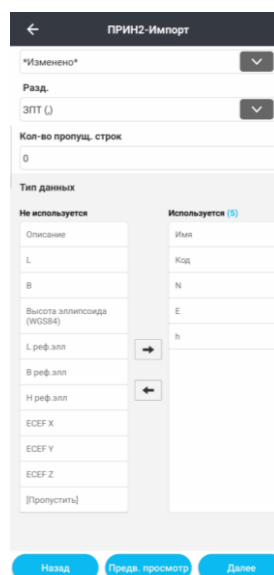 ПРИН2-Импорт
*Изменено*
Разд.
ЗПТ (,)
Кол-во пропущ. строк
0
Тип данных
Не используется
Описание
L
B
Высота эллипсоида
(WGS84)
L реф.элл
B реф.элл
H реф.элл
ECEF X
ECEF Y
ECEF Z
[Пропустить]
Используется (5)
Имя
Код
N
E
h
Назад
Предв. просмотр
Далее